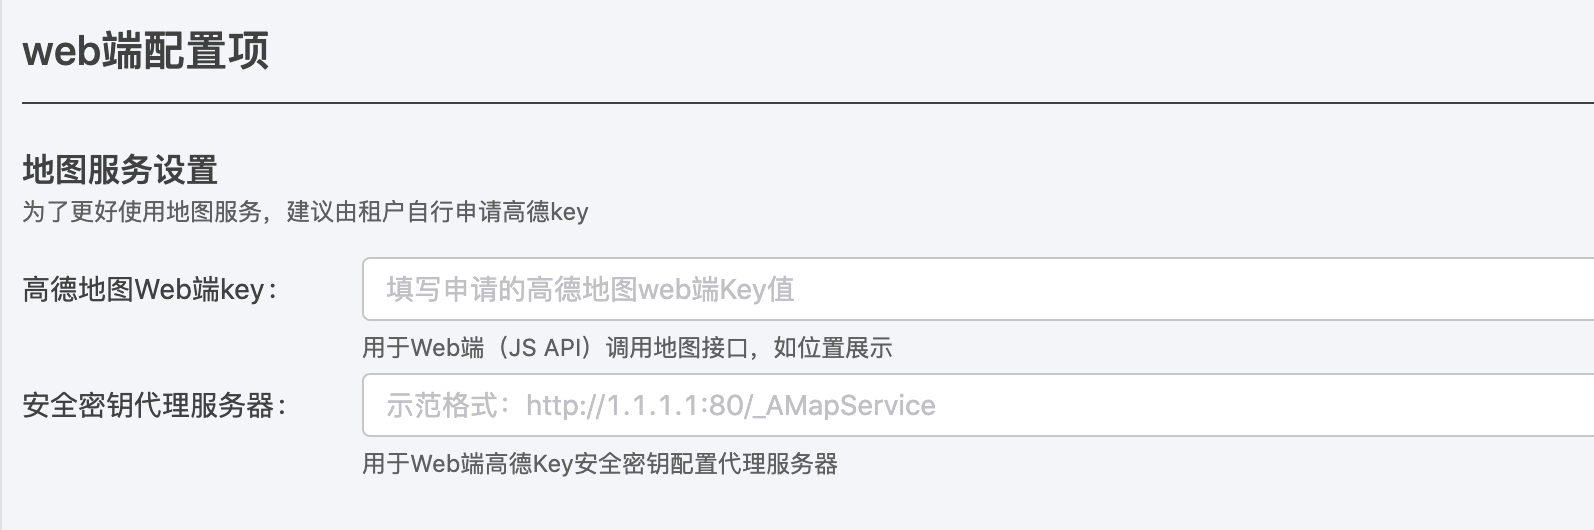 web端配置项
地图服务设置
为了更好使用地图服务，建议由租户自行申请高德key
高德地图Web端key：
填写申请的高德地图web端Key值
用于Web端（JS API）调用地图接口，如位置展示
安全密钥代理服务器：
示范格式：http://1.1.1.1:80/_AMapService
用于Web端高德Key安全密钥配置代理服务器